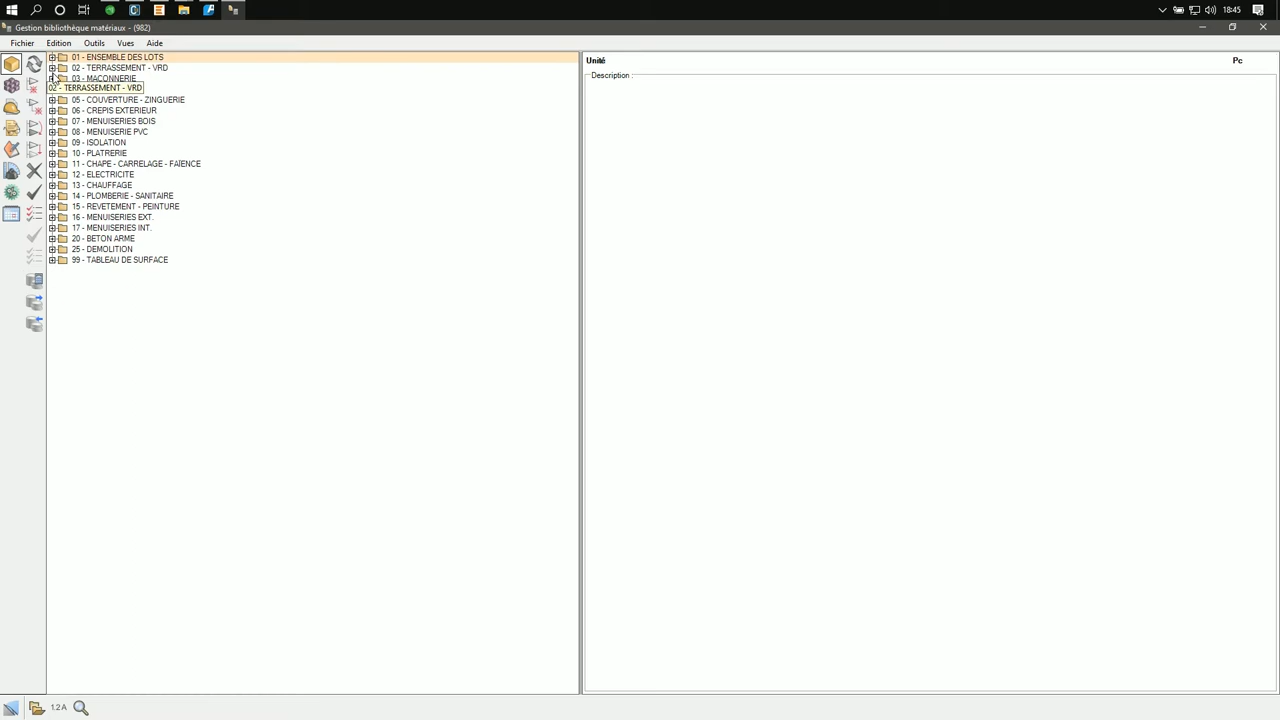 18:45
Gestion bibliothèque matériaux - (982)
Fichier Edition Outils Vues Aide
01 - ENSEMBLE DES LOTS
02 - TERRASSEMENT - VRD
03 - MACONNERIE
02 - TERRASSEMENT - VRD
05 - COUVERTURE - ZINGUERIE
06 - CREPIS EXTERIEUR
07 - MENUISERIES BOIS
08 - MENUISERIE PVC
09 - ISOLATION
10 - PLATRERIE
11 - CHAPE - CARRELAGE - FAÏENCE
12 - ELECTRICITE
13 - CHAUFFAGE
14 - PLOMBERIE - SANITAIRE
15 - REVETEMENT - PEINTURE
16 - MENUISERIES EXT.
17 - MENUISERIES INT.
20 - BETON ARME
25 - DEMOLITION
99 - TABLEAU DE SURFACE
Unité Pc
Description :
1.2 A